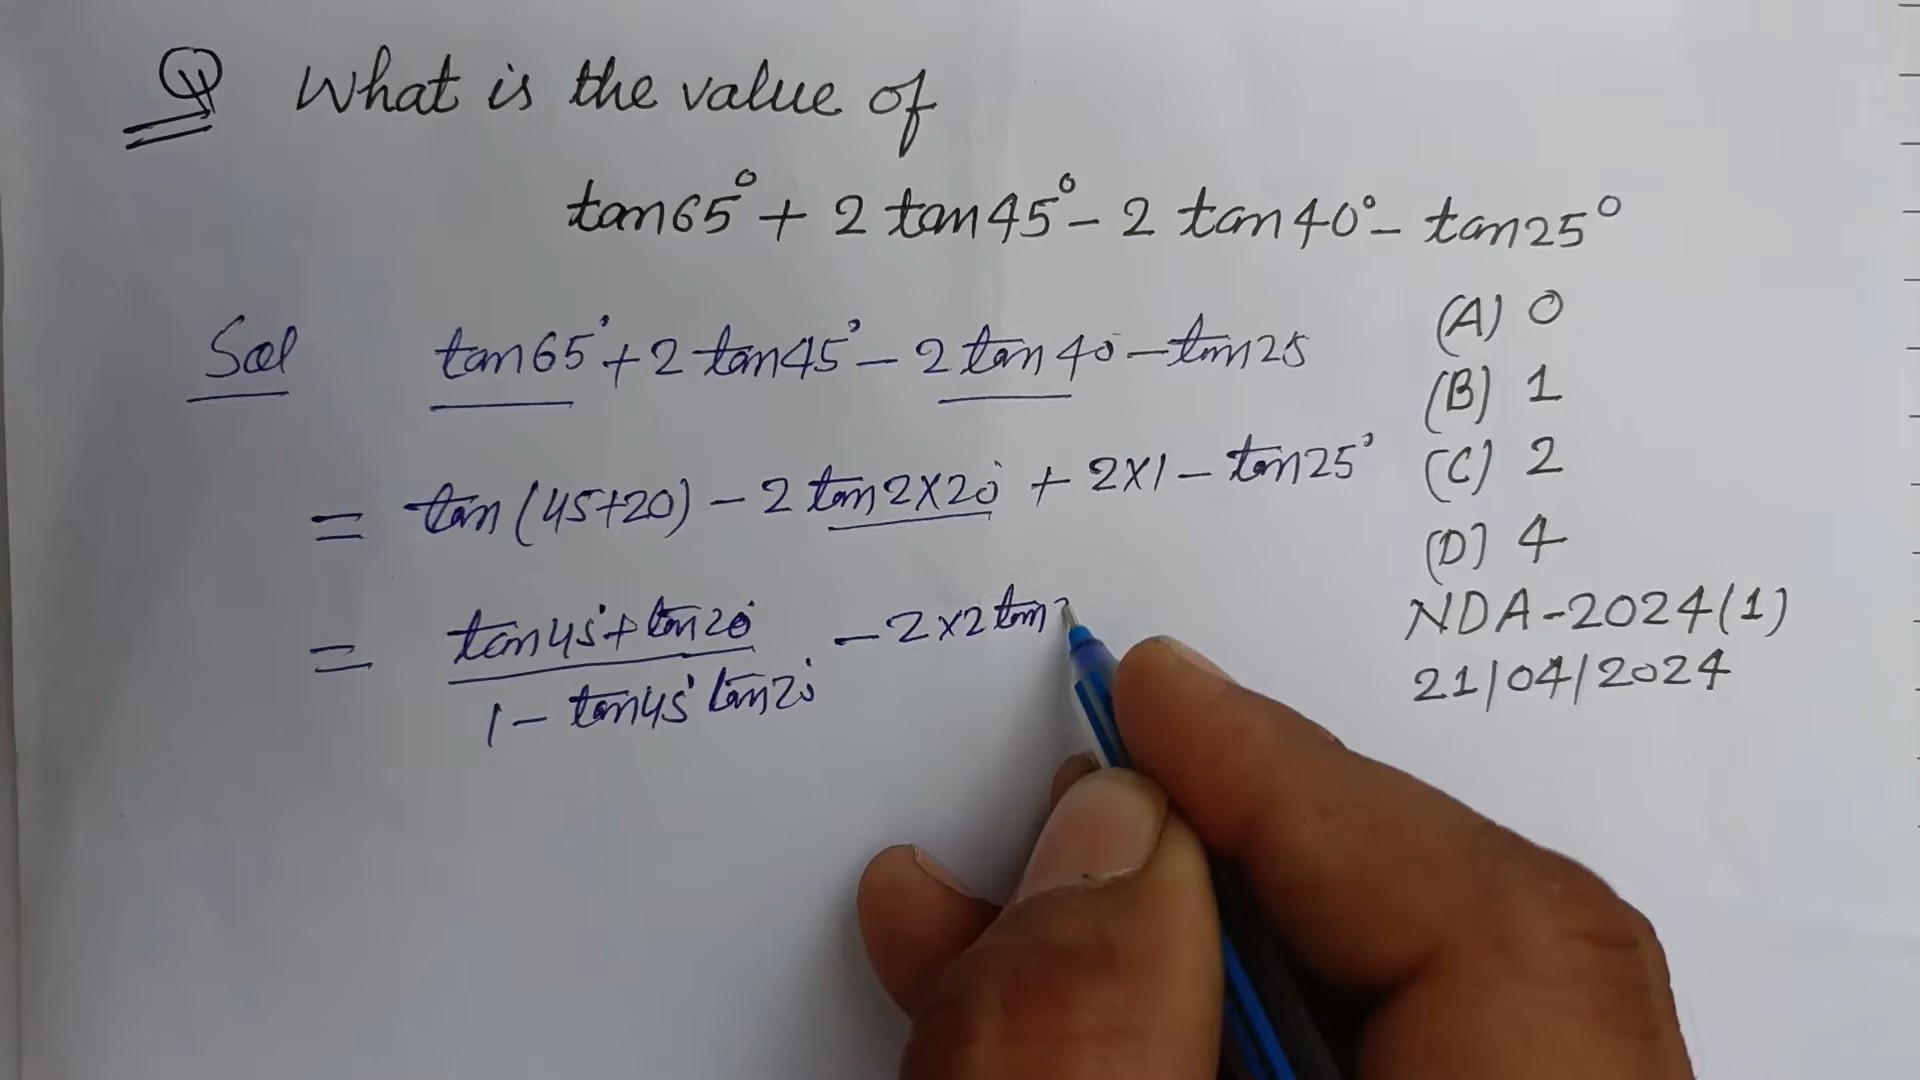 Q What is the value of
tan65° + 2 tan45° - 2 tan40° - tan25°
(A) 0
(B) 1
(C) 2
(D) 4
NDA-2024(1)
21/04/2024
Sol tan65° + 2 tan45° - 2 tan40 - tan25
= tan(45+20) - 2 tan2×20° + 2×1 - tan25°
= tan45° + tan20° / 1 - tan45° tan20° - 2×2 tan